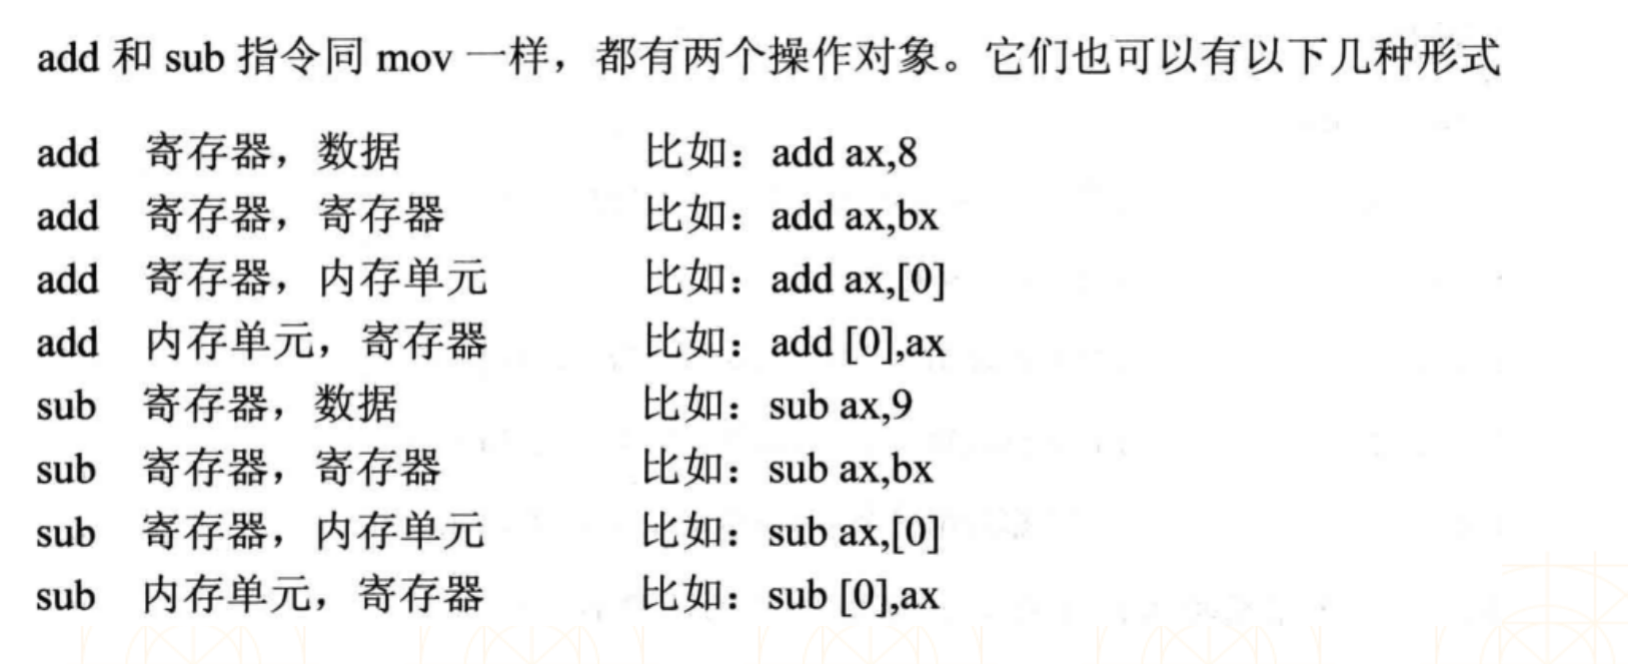 add 和 sub 指令同 mov 一样，都有两个操作对象。它们也可以有以下几种形式
add 寄存器，数据 比如：add ax,8
add 寄存器，寄存器 比如：add ax,bx
add 寄存器，内存单元 比如：add ax,[0]
add 内存单元，寄存器 比如：add [0],ax
sub 寄存器，数据 比如：sub ax,9
sub 寄存器，寄存器 比如：sub ax,bx
sub 寄存器，内存单元 比如：sub ax,[0]
sub 内存单元，寄存器 比如：sub [0],ax